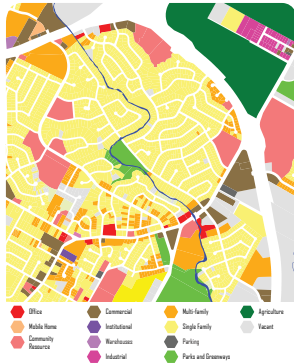 Office
Mobile Home
Community
Resource
Commercial
Institutional
Warehouses
Industrial
Multi-family
Single Family
Parking
Parks and Greenways
Agriculture
Vacant